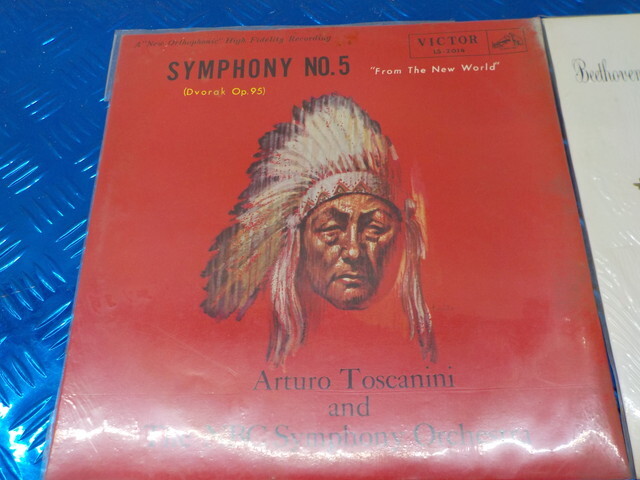 A "New Orthophonic" High Fidelity Recording
VICTOR
SYMPHONY NO.5
"From The New World"
(Dvorak Op.95)
Arturo Toscanini
and
The NBC Symphony Orchestra
Beethoven